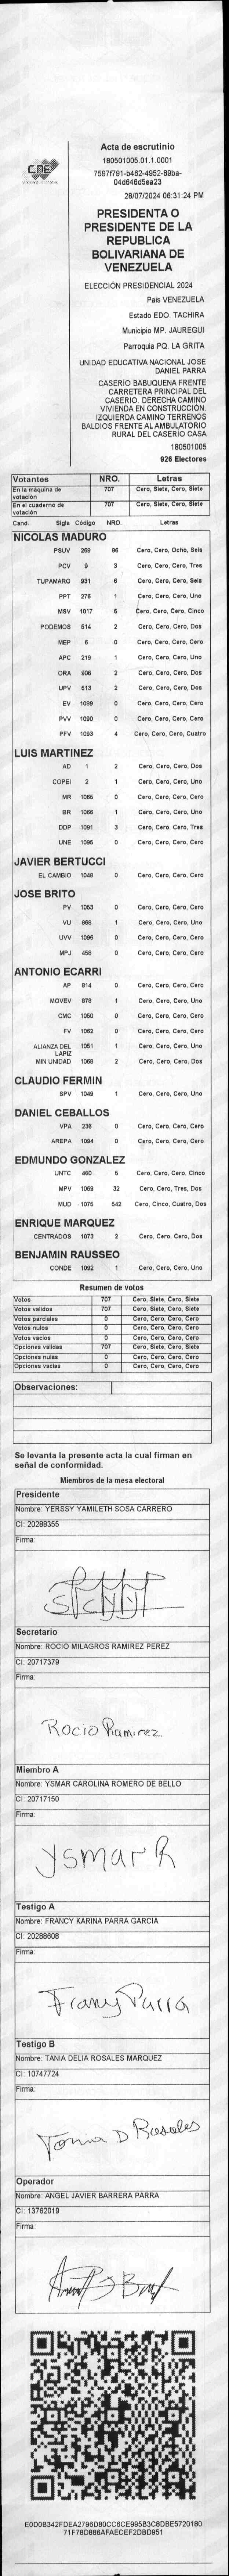 CNE
Acta de escrutinio
180501005.01.1.0001
7597f791-b462-4952-89ba-
04d646d5ea23
28/07/2024 06:31:24 PM
PRESIDENTA O
PRESIDENTE DE LA
REPUBLICA
BOLIVARIANA DE
VENEZUELA
ELECCIÓN PRESIDENCIAL 2024
Pais VENEZUELA
Estado EDO. TACHIRA
Municipio MP. JAUREGUI
Parroquia PQ. LA GRITA
UNIDAD EDUCATIVA NACIONAL JOSE
DANIEL PARRA
CASERIO BABUQUENA FRENTE
CARRETERA PRINCIPAL DEL
CASERIO. DERECHA CAMINO
VIVIENDA EN CONSTRUCCIÓN.
IZQUIERDA CAMINO TERRENOS
BALDIOS FRENTE AL AMBULATORIO
RURAL DEL CASERÍO CASA
180501005
926 Electores
Votantes NRO. Letras
En la máquina de votación 707 Cero, Siete, Cero, Siete
En el cuaderno de votación 707 Cero, Siete, Cero, Siete
Cand. Sigla Código NRO. Letras
NICOLAS MADURO
PSUV 269 86 Cero, Cero, Ocho, Seis
PCV 9 3 Cero, Cero, Cero, Tres
TUPAMARO 931 6 Cero, Cero, Cero, Seis
PPT 276 1 Cero, Cero, Cero, Uno
MSV 1017 5 Cero, Cero, Cero, Cinco
PODEMOS 514 2 Cero, Cero, Cero, Dos
MEP 6 0 Cero, Cero, Cero, Cero
APC 219 1 Cero, Cero, Cero, Uno
ORA 906 2 Cero, Cero, Cero, Dos
UPV 613 2 Cero, Cero, Cero, Dos
EV 1089 0 Cero, Cero, Cero, Cero
PVV 1090 0 Cero, Cero, Cero, Cero
PFV 1093 4 Cero, Cero, Cero, Cuatro
LUIS MARTINEZ
AD 1 2 Cero, Cero, Cero, Dos
COPEI 2 1 Cero, Cero, Cero, Uno
MR 1065 0 Cero, Cero, Cero, Cero
BR 1066 1 Cero, Cero, Cero, Uno
DDP 1091 3 Cero, Cero, Cero, Tres
UNE 1095 0 Cero, Cero, Cero, Cero
JAVIER BERTUCCI
EL CAMBIO 1048 0 Cero, Cero, Cero, Cero
JOSE BRITO
PV 1053 0 Cero, Cero, Cero, Cero
VU 988 1 Cero, Cero, Cero, Uno
UVV 1096 0 Cero, Cero, Cero, Cero
MPJ 458 0 Cero, Cero, Cero, Cero
ANTONIO ECARRI
AP 814 0 Cero, Cero, Cero, Cero
MOVEV 978 1 Cero, Cero, Cero, Uno
CMC 1050 0 Cero, Cero, Cero, Cero
FV 1062 0 Cero, Cero, Cero, Cero
ALIANZA DEL LAPIZ 1051 1 Cero, Cero, Cero, Uno
MIN UNIDAD 1068 2 Cero, Cero, Cero, Dos
CLAUDIO FERMIN
SPV 1049 1 Cero, Cero, Cero, Uno
DANIEL CEBALLOS
VPA 236 0 Cero, Cero, Cero, Cero
AREPA 1094 0 Cero, Cero, Cero, Cero
EDMUNDO GONZALEZ
UNTC 460 5 Cero, Cero, Cero, Cinco
MPV 1069 32 Cero, Cero, Tres, Dos
MUD 1075 542 Cero, Cinco, Cuatro, Dos
ENRIQUE MARQUEZ
CENTRADOS 1073 2 Cero, Cero, Cero, Dos
BENJAMIN RAUSSEO
CONDE 1092 1 Cero, Cero, Cero, Uno
Resumen de votos
Votos 707 Cero, Siete, Cero, Siete
Votos validos 707 Cero, Siete, Cero, Siete
Votos parciales 0 Cero, Cero, Cero, Cero
Votos nulos 0 Cero, Cero, Cero, Cero
Votos vacios 0 Cero, Cero, Cero, Cero
Opciones validas 707 Cero, Siete, Cero, Siete
Opciones nulas 0 Cero, Cero, Cero, Cero
Opciones vacias 0 Cero, Cero, Cero, Cero
Observaciones:
Se levanta la presente acta la cual firman en
señal de conformidad.
Miembros de la mesa electoral
Presidente
Nombre: YERSSY YAMILETH SOSA CARRERO
CI: 20288355
Firma:
Secretario
Nombre: ROCIO MILAGROS RAMIREZ PEREZ
CI: 20717379
Firma:
Rocio Ramirez
Miembro A
Nombre: YSMAR CAROLINA ROMERO DE BELLO
CI: 20717150
Firma:
Ysmar R
Testigo A
Nombre: FRANCY KARINA PARRA GARCIA
CI: 20288608
Firma:
Francy Parra
Testigo B
Nombre: TANIA DELIA ROSALES MARQUEZ
CI: 10747724
Firma:
Tania D Rosales
Operador
Nombre: ANGEL JAVIER BARRERA PARRA
CI: 13762019
Firma:
E0D0B342FDEA2796D80CC6CE995B3C8DBE5720180
71F78D886AFAECEF2DBD951